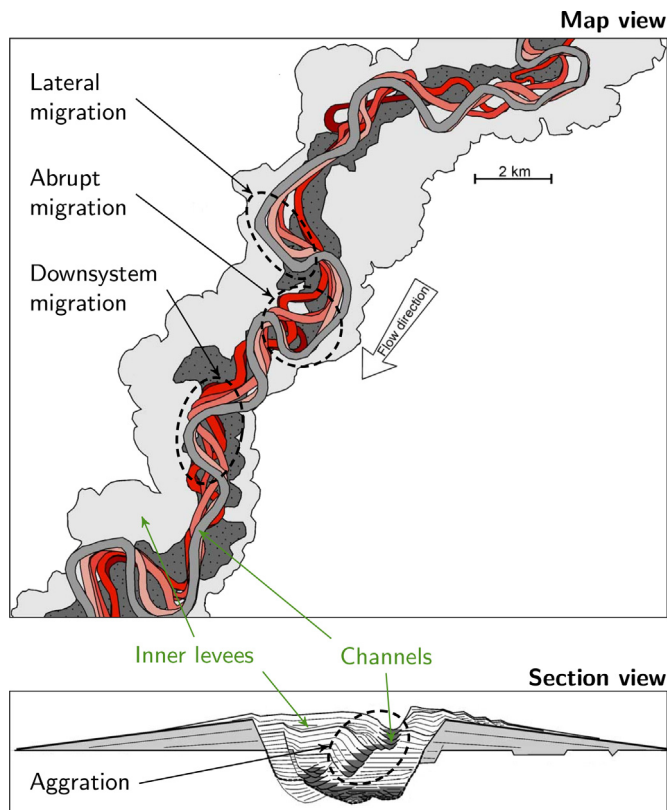 Map view
Lateral
migration
Abrupt
migration
Downsystem
migration
2 km
Flow direction
Inner levees
Channels
Section view
Aggration